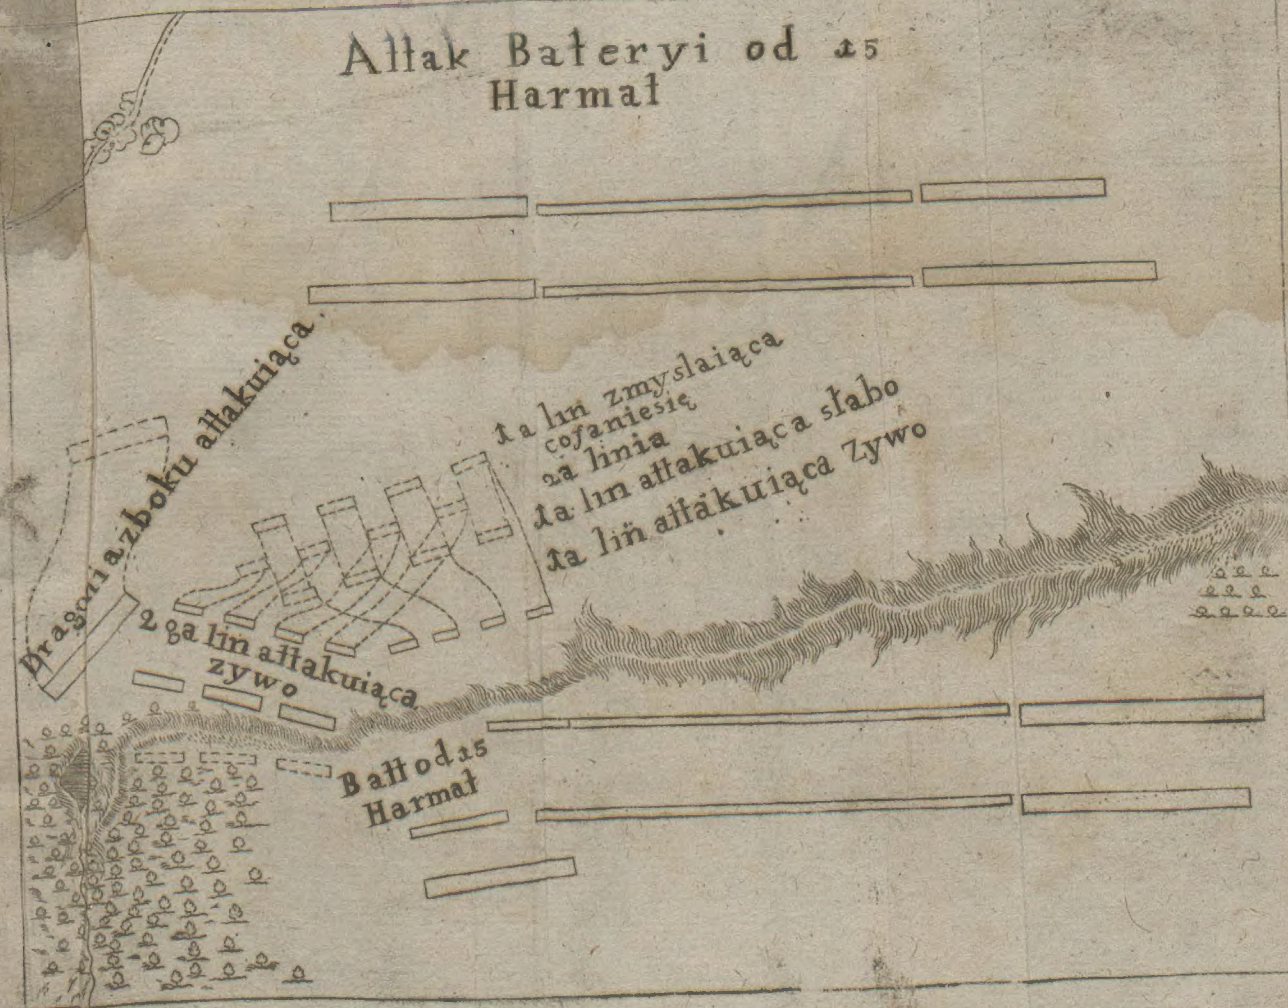 Attak Bateryi od 15
Harmat
1a lin zmyslaiąca
cofaniesię
2a linia
1a lin attakuiąca słabo
1a lin attakuiąca zywo
Dragonia zboku attakuiąca
2ga lin attakuiąca
zywo
Batt od 15
Harmat